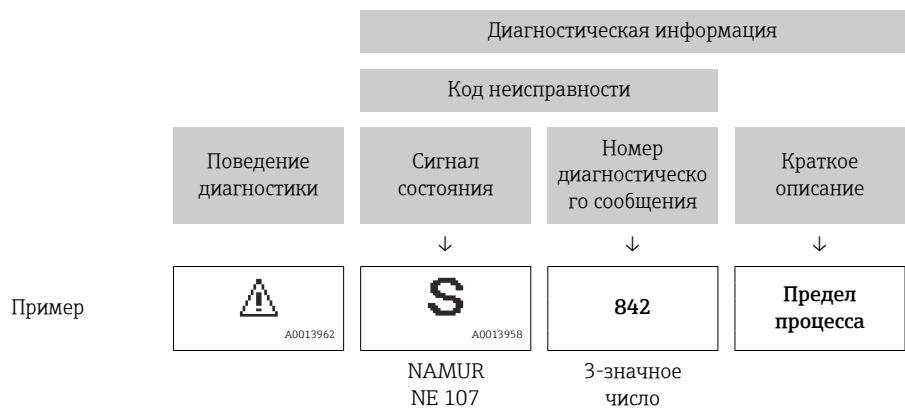 Диагностическая информация
Код неисправности
Поведение
диагностики
Сигнал
состояния
Номер
диагностическо
го сообщения
Краткое
описание
↓ ↓ ↓
Пример
A0013962
S
A0013958
842
Предел
процесса
NAMUR
NE 107
3-значное
число